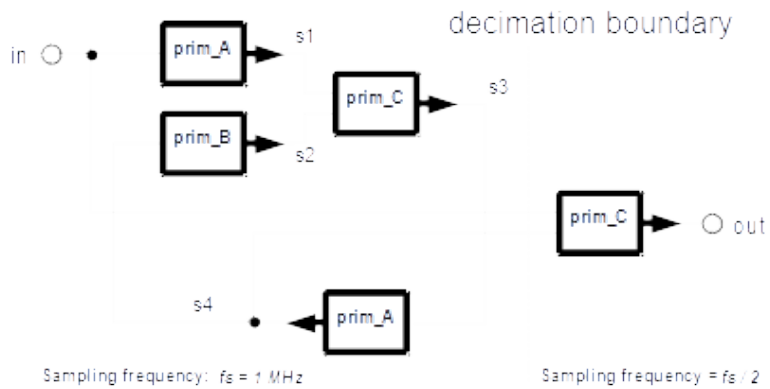 decimation boundary
in
prim_A
s1
prim_B
s2
prim_C
s3
prim_C
out
s4
prim_A
Sampling frequency: fs = 1 MHz
Sampling frequency = fs / 2